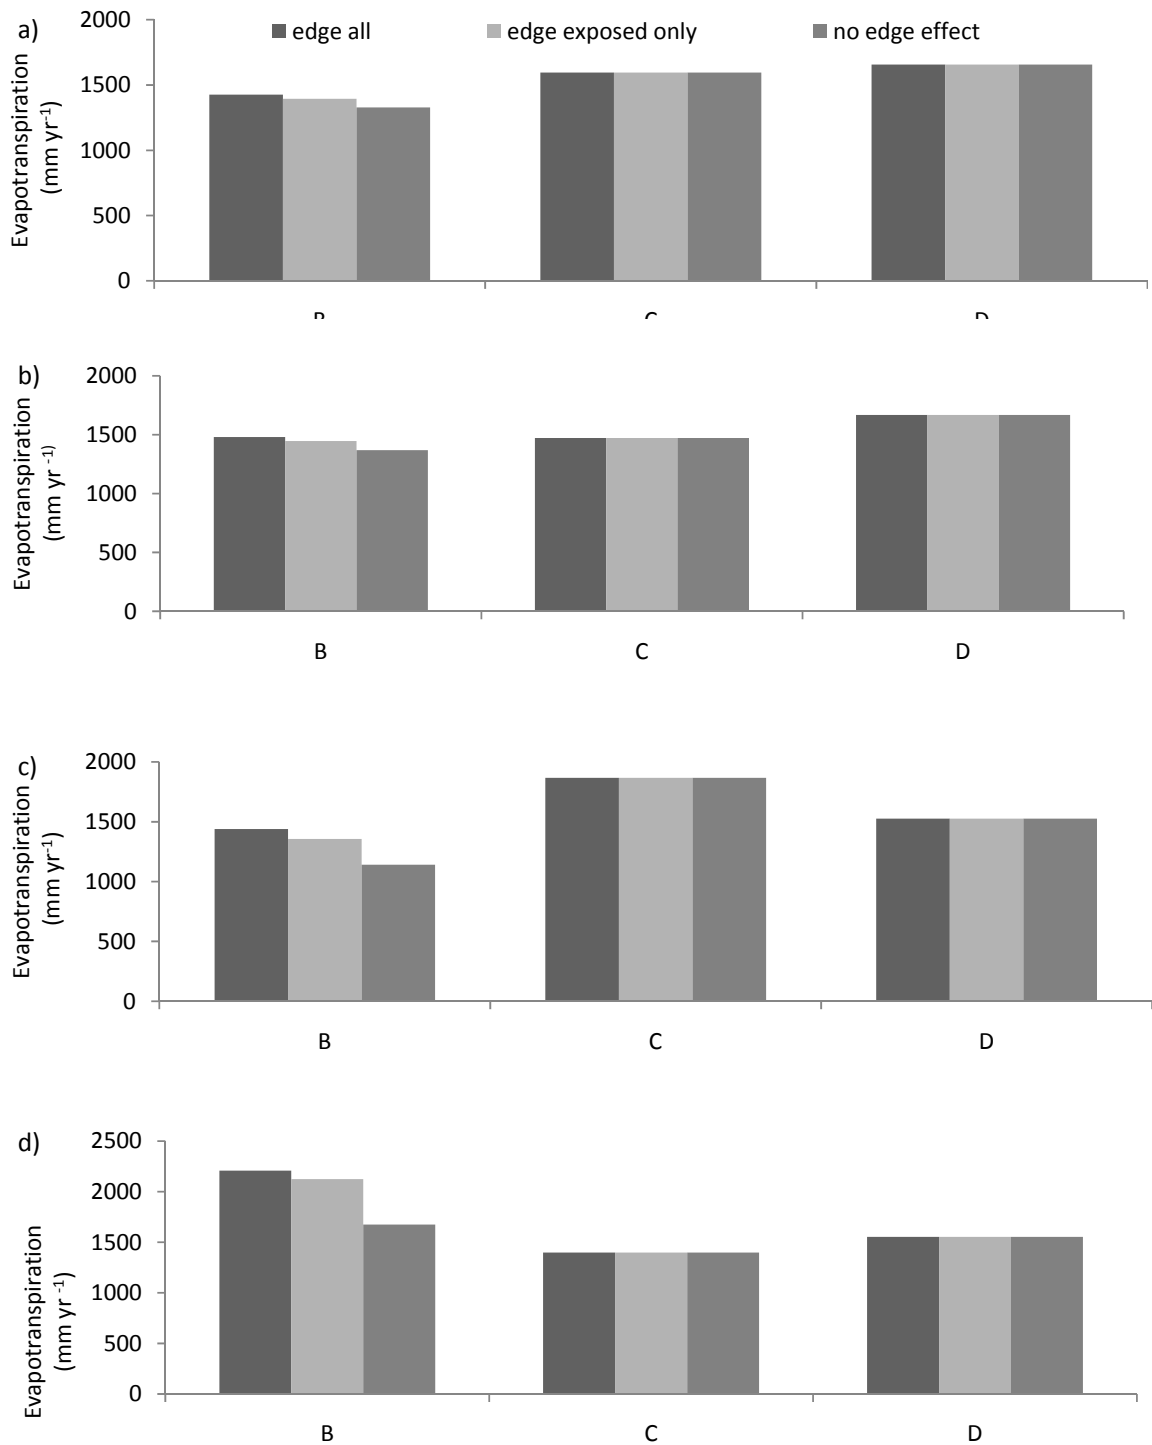 a)
edge all
edge exposed only
no edge effect
Evapotranspiration
(mm yr-1)
2000
1500
1000
500
0
B
C
D
b)
Evapotranspiration
(mm yr -1)
2000
1500
1000
500
0
B
C
D
c)
Evapotranspiration
(mm yr-1)
2000
1500
1000
500
0
B
C
D
d)
Evapotranspiration
(mm yr -1)
2500
2000
1500
1000
500
0
B
C
D